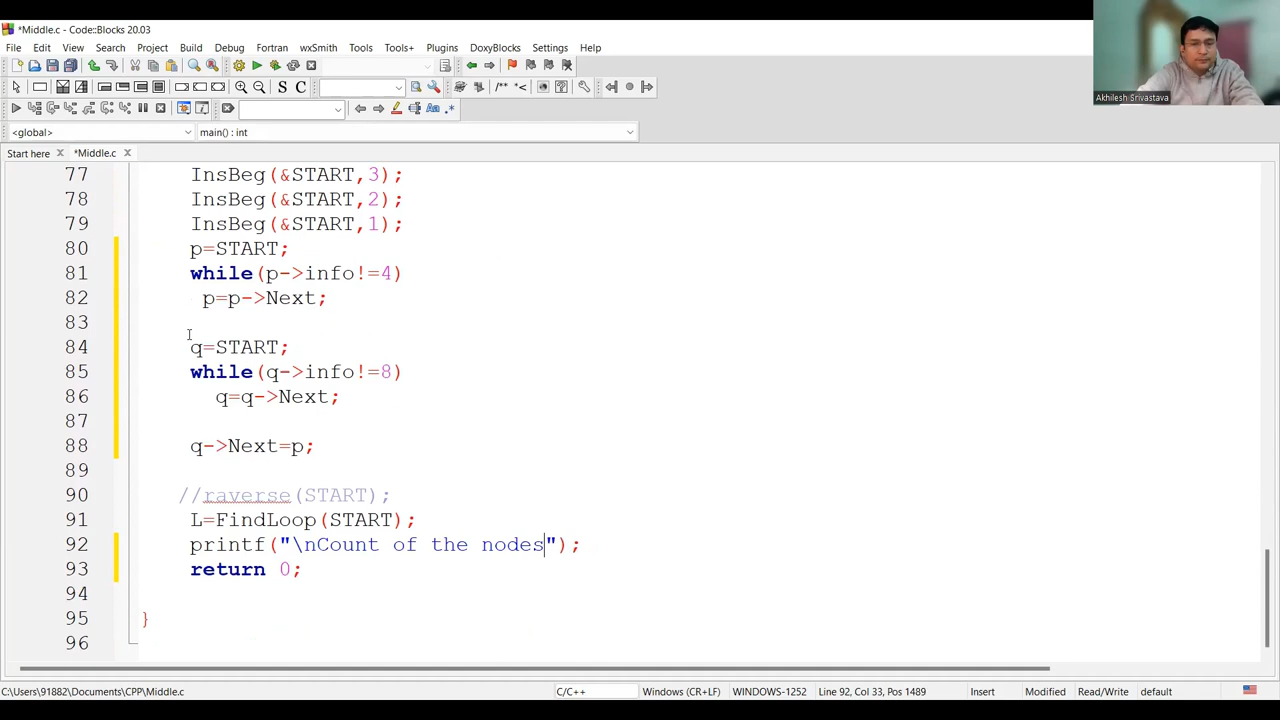 *Middle.c - Code::Blocks 20.03
File Edit View Search Project Build Debug Fortran wxSmith Tools Tools+ Plugins DoxyBlocks Settings Help
S C /** *<
Aa .*
<global> main() : int
Start here *Middle.c
Akhilesh Srivastava
77 InsBeg(&START,3);
78 InsBeg(&START,2);
79 InsBeg(&START,1);
80 p=START;
81 while(p->info!=4)
82 p=p->Next;
83
84 q=START;
85 while(q->info!=8)
86 q=q->Next;
87
88 q->Next=p;
89
90 //raverse(START);
91 L=FindLoop(START);
92 printf("\nCount of the nodes");
93 return 0;
94
95 }
96
C:\Users\91882\Documents\CPP\Middle.c C/C++ Windows (CR+LF) WINDOWS-1252 Line 92, Col 33, Pos 1489 Insert Modified Read/Write default